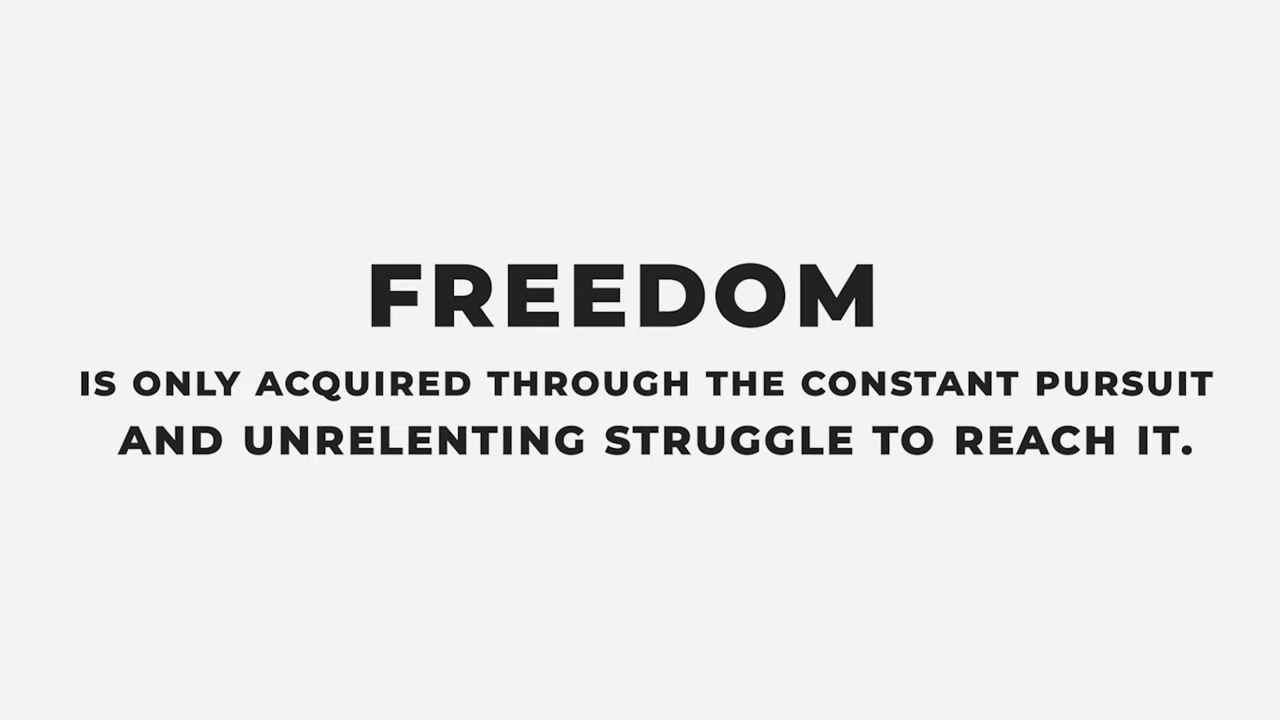 FREEDOM
IS ONLY ACQUIRED THROUGH THE CONSTANT PURSUIT
AND UNRELENTING STRUGGLE TO REACH IT.